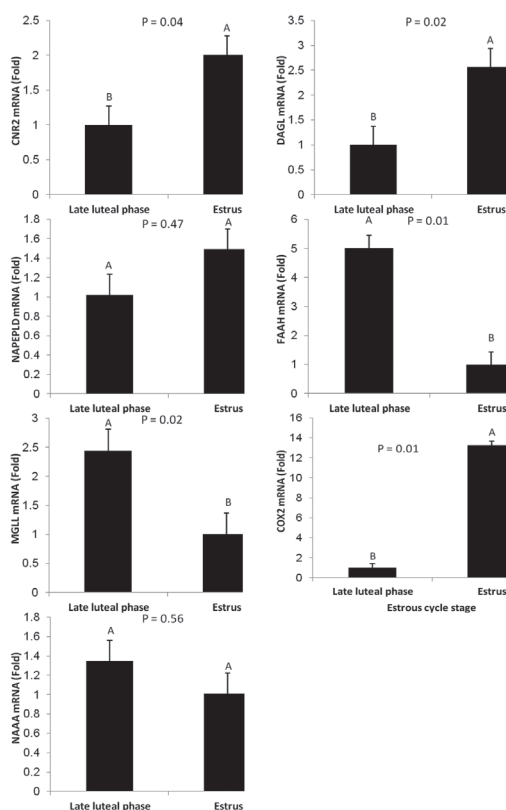 P = 0.04
CNR2 mRNA (Fold)
2.5
2
1.5
1
0.5
0
B
A
Late luteal phase Estrus
P = 0.02
DAGL mRNA (Fold)
3.5
3
2.5
2
1.5
1
0.5
0
B
A
Late luteal phase Estrus
P = 0.47
NAPEPLD mRNA (Fold)
1.8
1.6
1.4
1.2
1
0.8
0.6
0.4
0.2
0
A
A
Late luteal phase Estrus
P = 0.01
FAAH mRNA (Fold)
6
5
4
3
2
1
0
A
B
Late luteal phase Estrus
P = 0.02
MGLL mRNA (Fold)
3
2.5
2
1.5
1
0.5
0
A
B
Late luteal phase Estrus
P = 0.01
COX2 mRNA (Fold)
16
14
12
10
8
6
4
2
0
B
A
Late luteal phase Estrus
Estrous cycle stage
P = 0.56
NAAA mRNA (Fold)
1.8
1.6
1.4
1.2
1
0.8
0.6
0.4
0.2
0
A
A
Late luteal phase Estrus